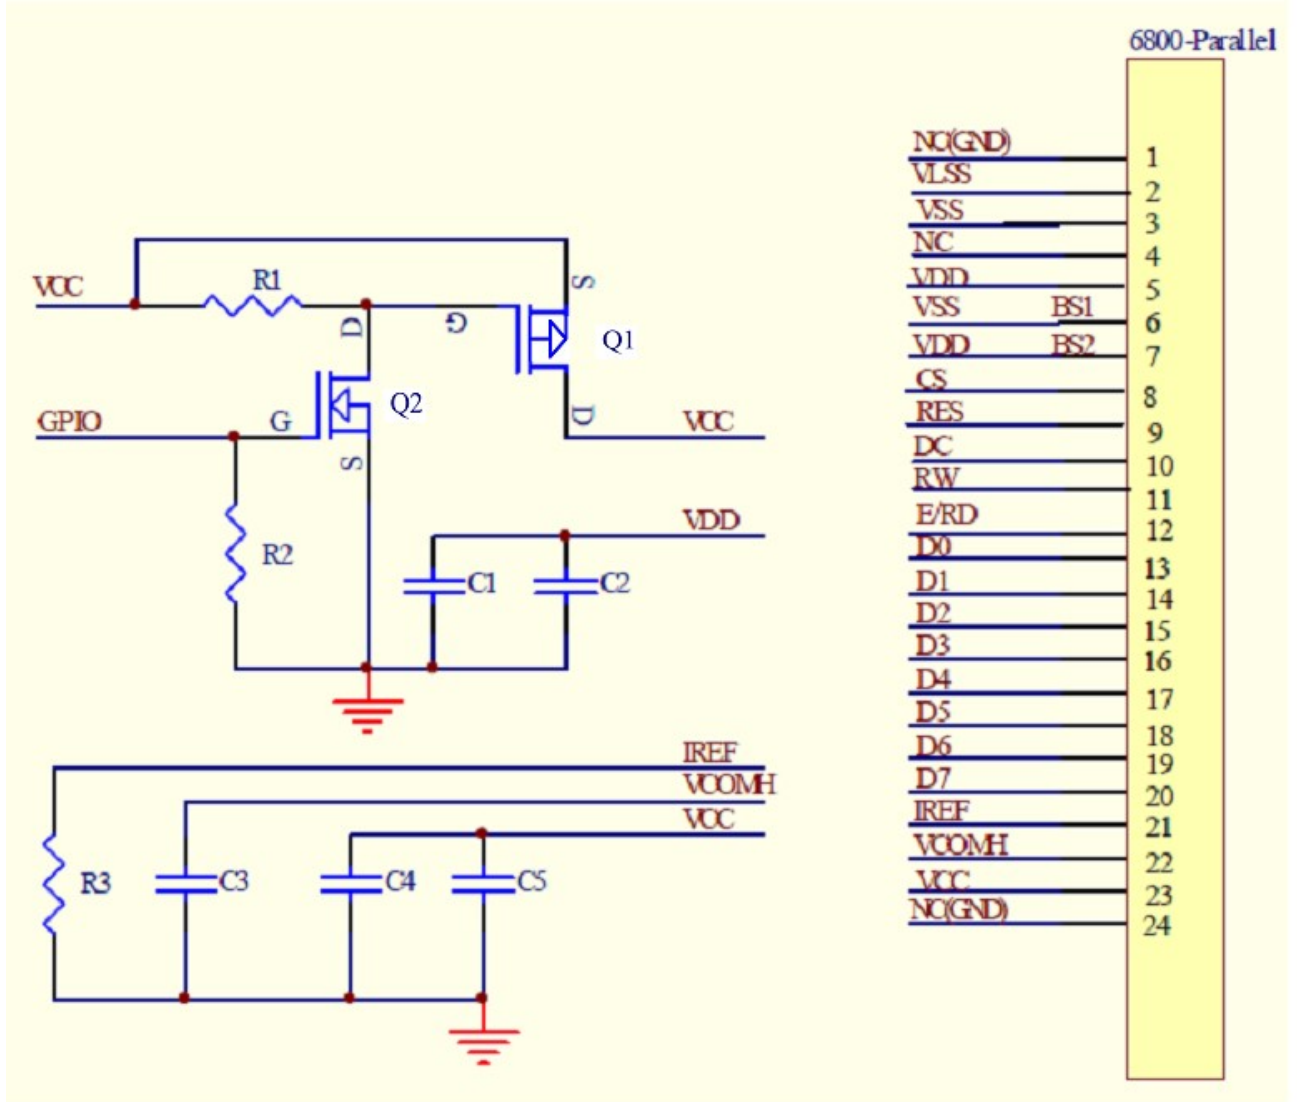 6800-Parallel
VCC
R1
D
G
S
Q1
D
VCC
GPIO
G
Q2
S
R2
VDD
C1
C2
IREF
VCOMH
VCC
R3
C3
C4
C5
NC(GND) 1
VLSS 2
VSS 3
NC 4
VDD 5
VSS BS1 6
VDD BS2 7
CS 8
RES 9
DC 10
RW 11
E/RD 12
D0 13
D1 14
D2 15
D3 16
D4 17
D5 18
D6 19
D7 20
IREF 21
VCOMH 22
VCC 23
NC(GND) 24